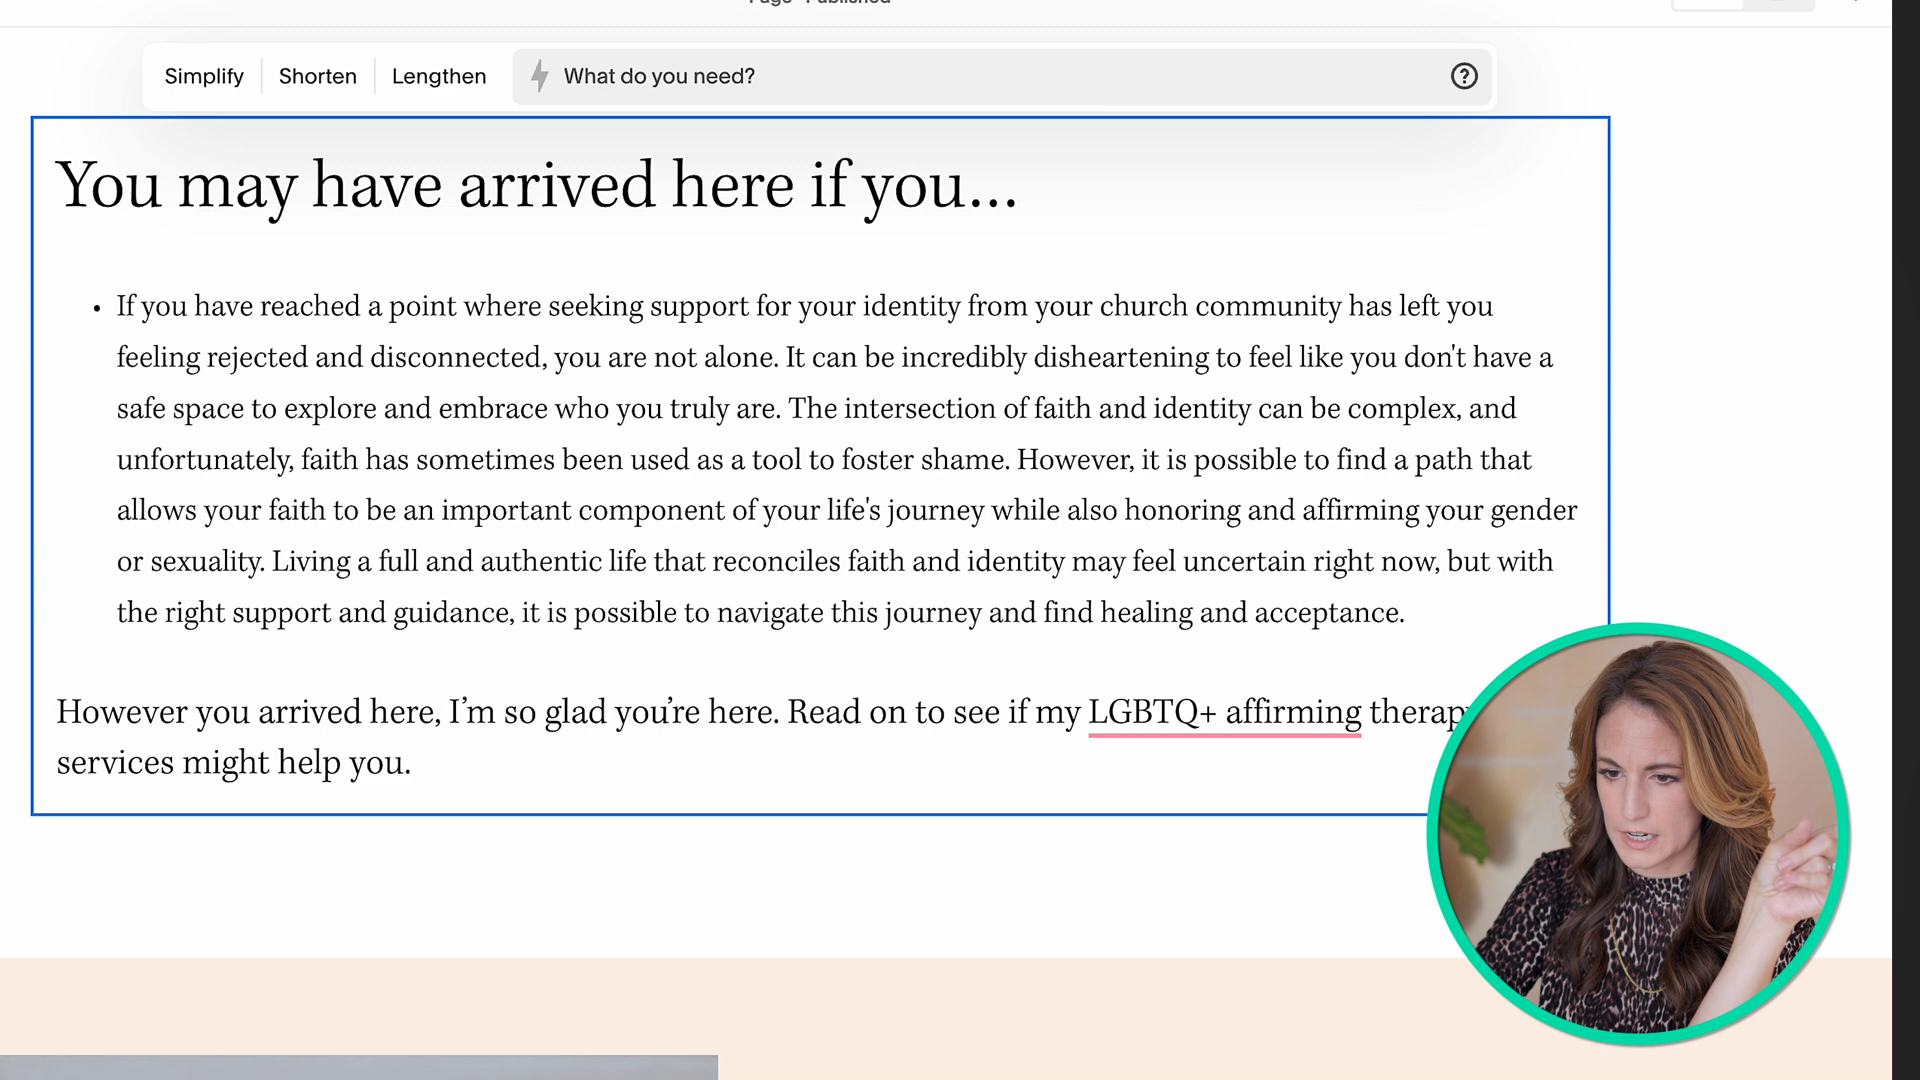 Simplify Shorten Lengthen What do you need?
You may have arrived here if you...
• If you have reached a point where seeking support for your identity from your church community has left you
feeling rejected and disconnected, you are not alone. It can be incredibly disheartening to feel like you don't have a
safe space to explore and embrace who you truly are. The intersection of faith and identity can be complex, and
unfortunately, faith has sometimes been used as a tool to foster shame. However, it is possible to find a path that
allows your faith to be an important component of your life's journey while also honoring and affirming your gender
or sexuality. Living a full and authentic life that reconciles faith and identity may feel uncertain right now, but with
the right support and guidance, it is possible to navigate this journey and find healing and acceptance.
However you arrived here, I’m so glad you’re here. Read on to see if my LGBTQ+ affirming
services might help you.